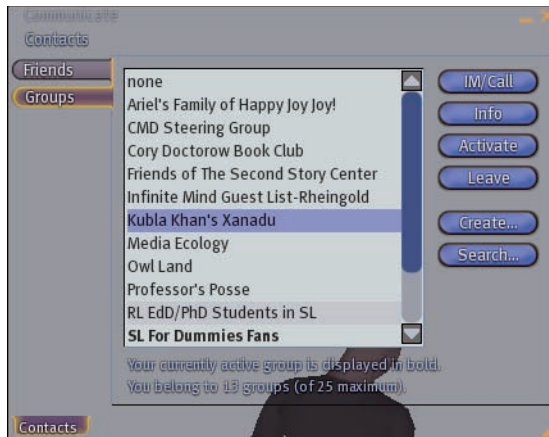 Communicate
Contacts
Friends
Groups
none
Ariel's Family of Happy Joy Joy!
CMD Steering Group
Cory Doctorow Book Club
Friends of The Second Story Center
Infinite Mind Guest List-Rheingold
Kubla Khan's Xanadu
Media Ecology
Owl Land
Professor's Posse
RL EdD/PhD Students in SL
SL For Dummies Fans
IM/Call
Info
Activate
Leave
Create...
Search...
Your currently active group is displayed in bold.
You belong to 13 groups (of 25 maximum).
Contacts